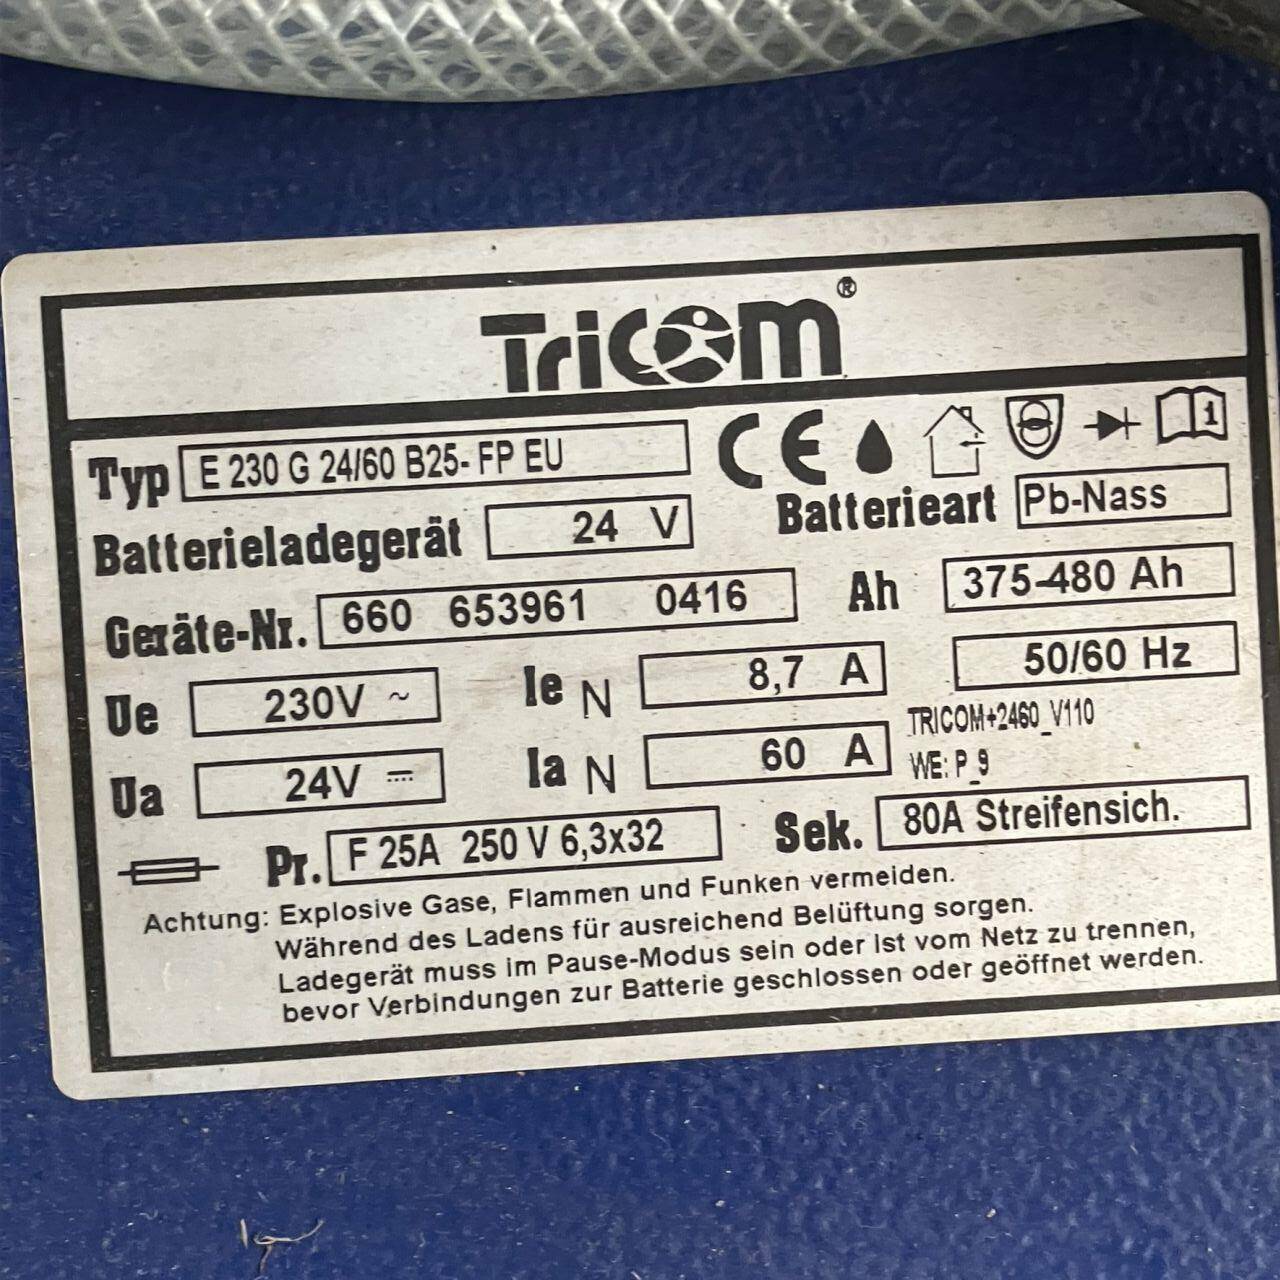 Tricom®
Typ E 230 G 24/60 B25- FP EU CE
Batterieladegerät 24 V Batterieart Pb-Nass
Geräte-Nr. 660 653961 0416 Ah 375-480 Ah
Ue 230V ~ Ie N 8,7 A 50/60 Hz
TRICOM+2460_V110
Ua 24V ⎓ Ia N 60 A WE: P_9
Pr. F 25A 250 V 6,3x32 Sek. 80A Streifensich.
Achtung: Explosive Gase, Flammen und Funken vermeiden.
Während des Ladens für ausreichend Belüftung sorgen.
Ladegerät muss im Pause-Modus sein oder ist vom Netz zu trennen,
bevor Verbindungen zur Batterie geschlossen oder geöffnet werden.
1